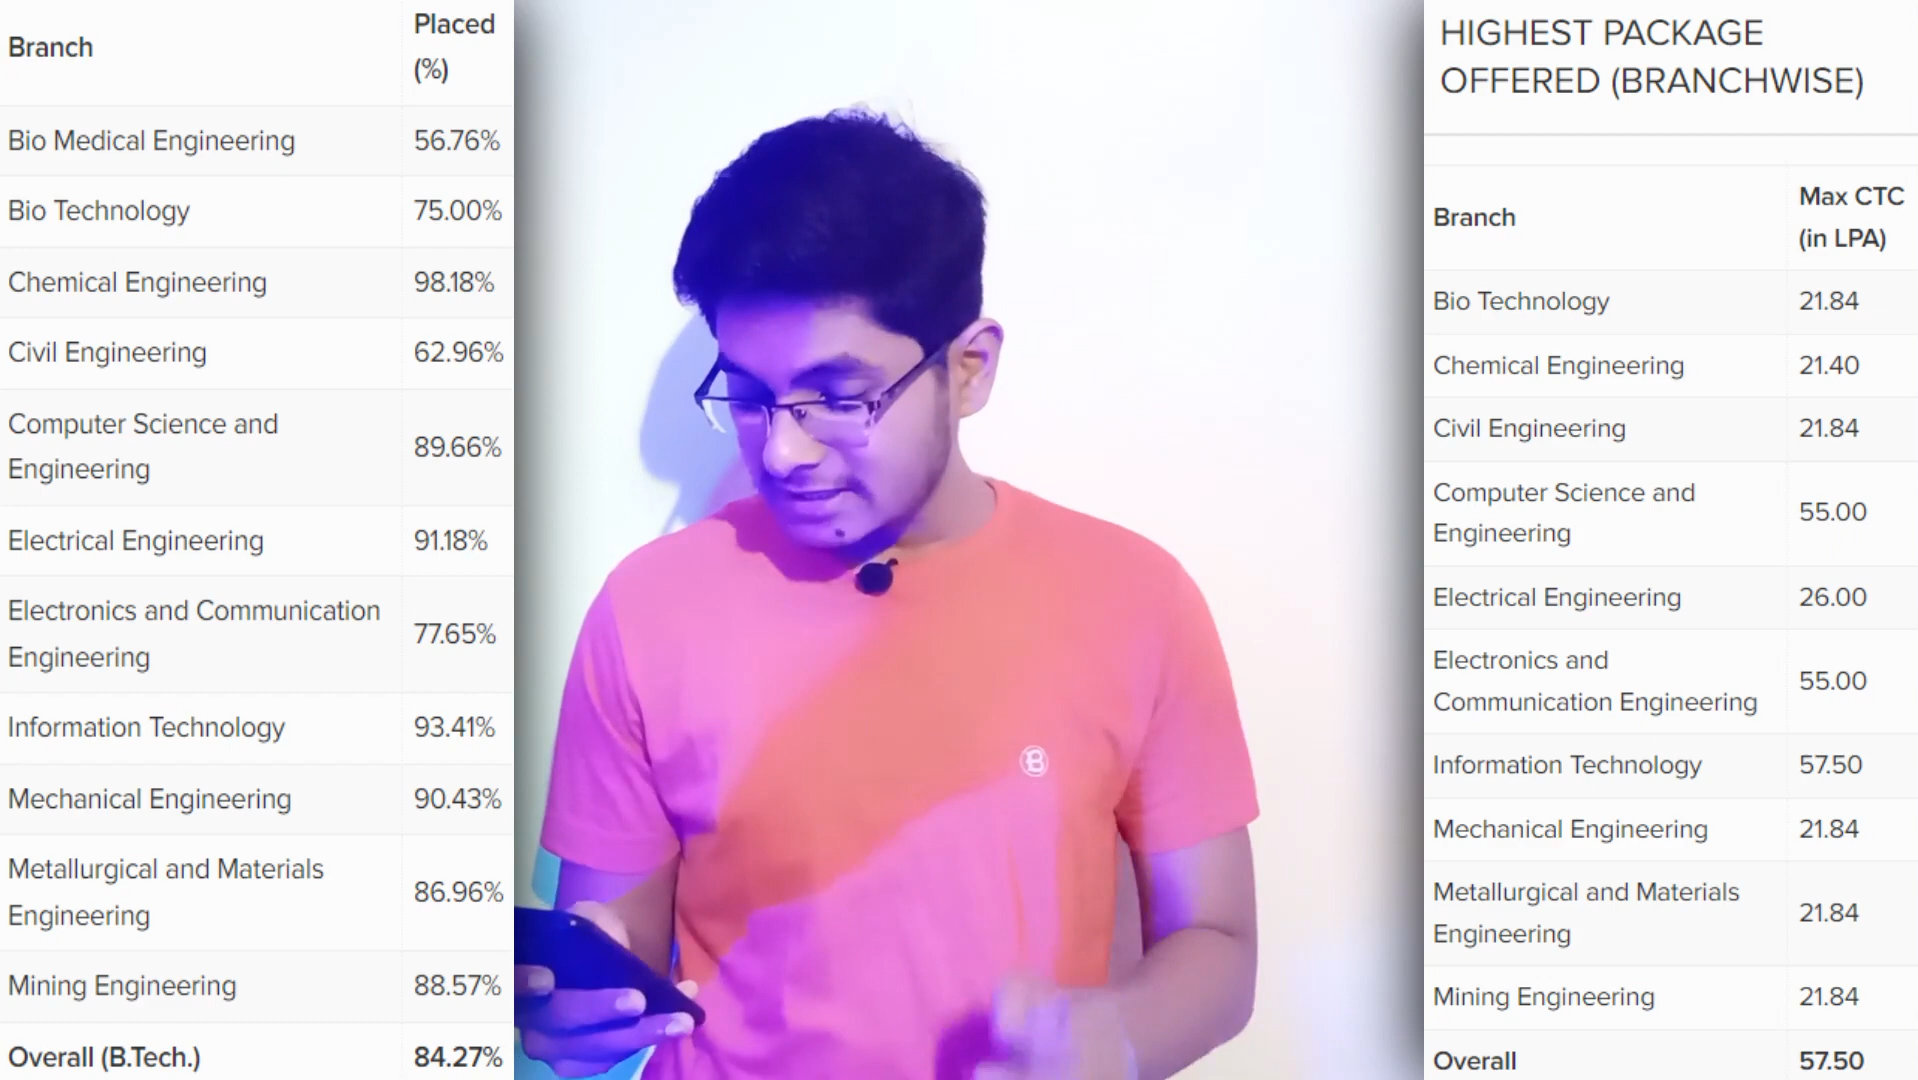 Branch
Placed
(%)
Bio Medical Engineering
56.76%
Bio Technology
75.00%
Chemical Engineering
98.18%
Civil Engineering
62.96%
Computer Science and
Engineering
89.66%
Electrical Engineering
91.18%
Electronics and Communication
Engineering
77.65%
Information Technology
93.41%
Mechanical Engineering
90.43%
Metallurgical and Materials
Engineering
86.96%
Mining Engineering
88.57%
Overall (B.Tech.)
84.27%
B
HIGHEST PACKAGE
OFFERED (BRANCHWISE)
Branch
Max CTC
(in LPA)
Bio Technology
21.84
Chemical Engineering
21.40
Civil Engineering
21.84
Computer Science and
Engineering
55.00
Electrical Engineering
26.00
Electronics and
Communication Engineering
55.00
Information Technology
57.50
Mechanical Engineering
21.84
Metallurgical and Materials
Engineering
21.84
Mining Engineering
21.84
Overall
57.50